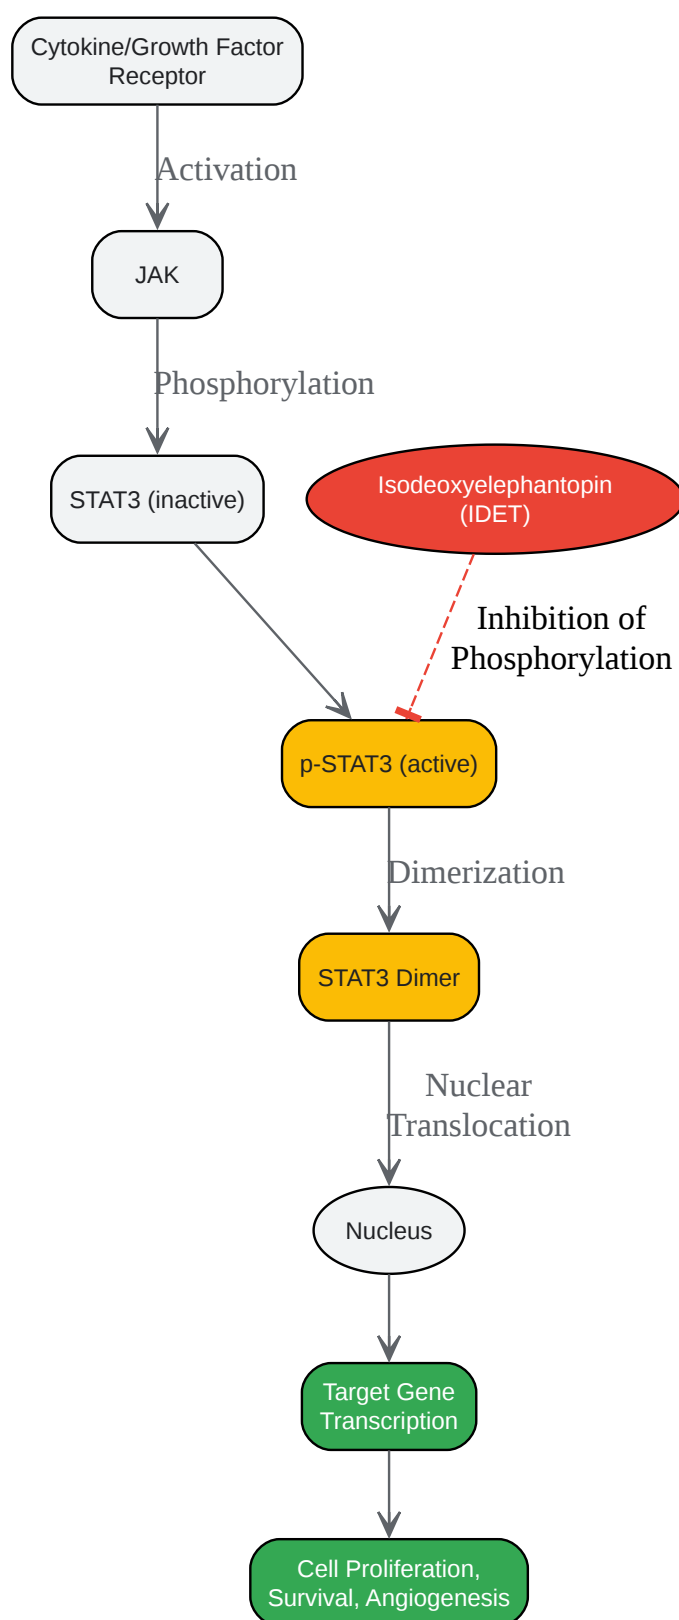 Cytokine/Growth Factor
Receptor
Activation
JAK
Phosphorylation
STAT3 (inactive)
Isodeoxyelephantopin
(IDET)
Inhibition of
Phosphorylation
p-STAT3 (active)
Dimerization
STAT3 Dimer
Nuclear
Translocation
Nucleus
Target Gene
Transcription
Cell Proliferation,
Survival, Angiogenesis